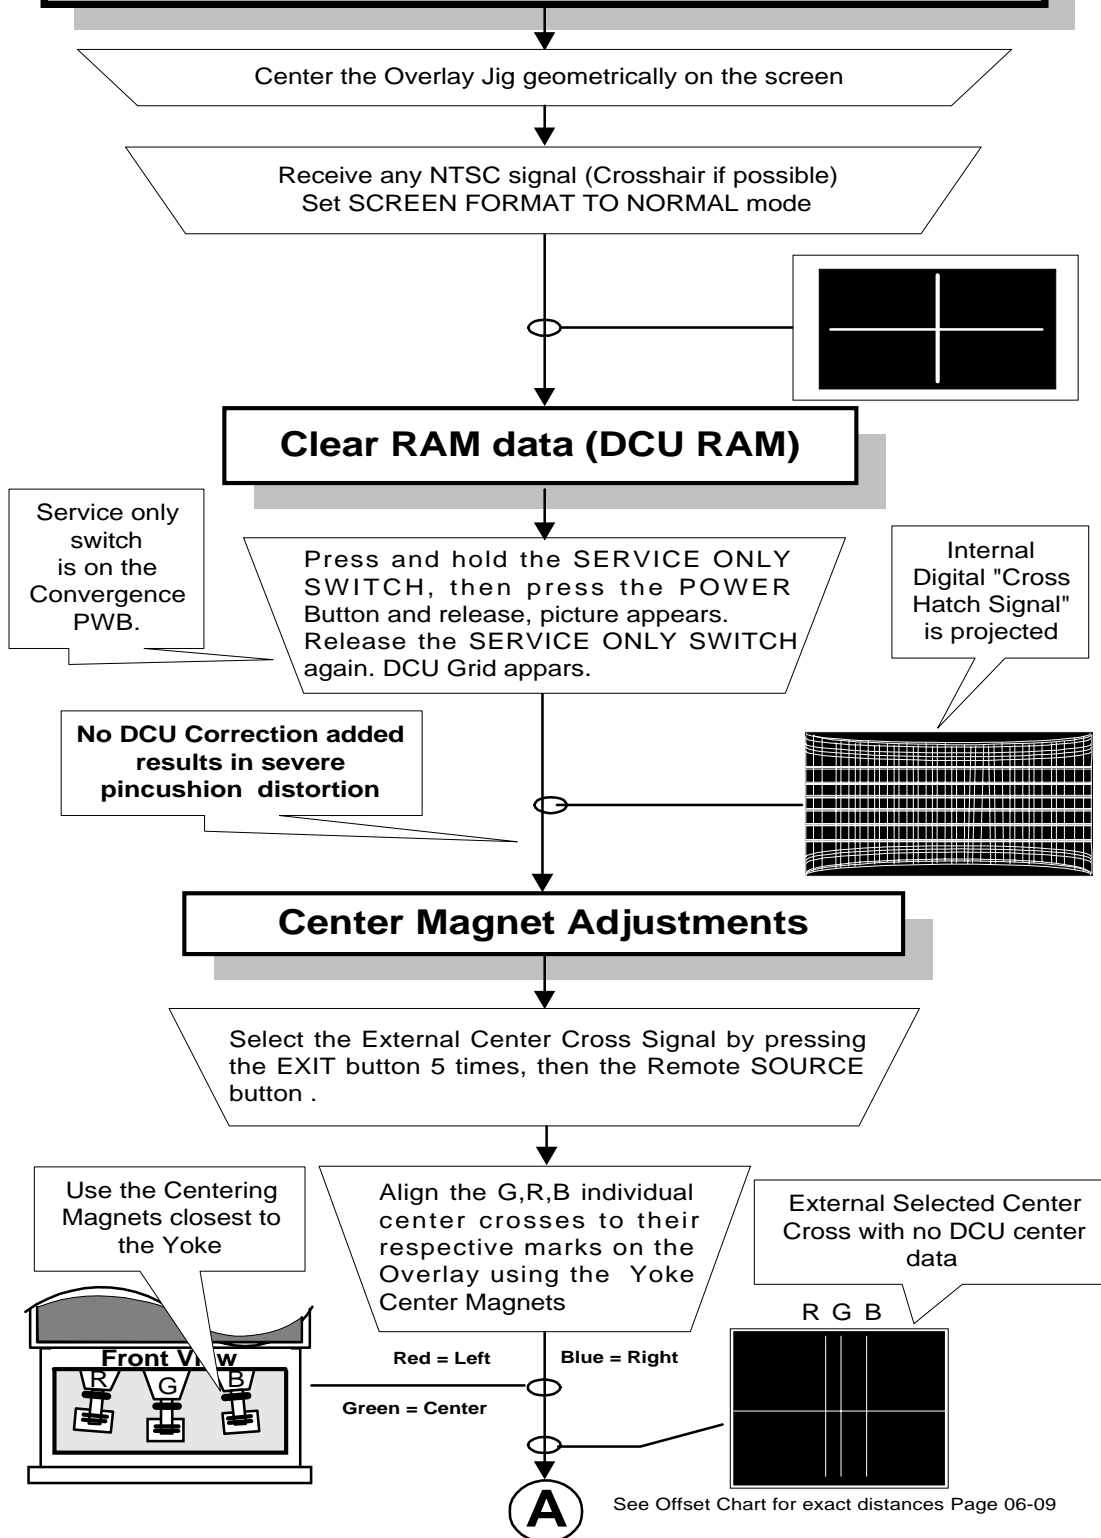 Center the Overlay Jig geometrically on the screen
Receive any NTSC signal (Crosshair if possible)
Set SCREEN FORMAT TO NORMAL mode
Clear RAM data (DCU RAM)
Service only
switch
is on the
Convergence
PWB.
Press and hold the SERVICE ONLY
SWITCH, then press the POWER
Button and release, picture appears.
Release the SERVICE ONLY SWITCH
again. DCU Grid appars.
Internal
Digital "Cross
Hatch Signal"
is projected
No DCU Correction added
results in severe
pincushion distortion
Center Magnet Adjustments
Select the External Center Cross Signal by pressing
the EXIT button 5 times, then the Remote SOURCE
button .
Use the Centering
Magnets closest to
the Yoke
Align the G,R,B individual
center crosses to their
respective marks on the
Overlay using the Yoke
Center Magnets
External Selected Center
Cross with no DCU center
data
R G B
Front View
R G B
Red = Left
Blue = Right
Green = Center
A
See Offset Chart for exact distances Page 06-09